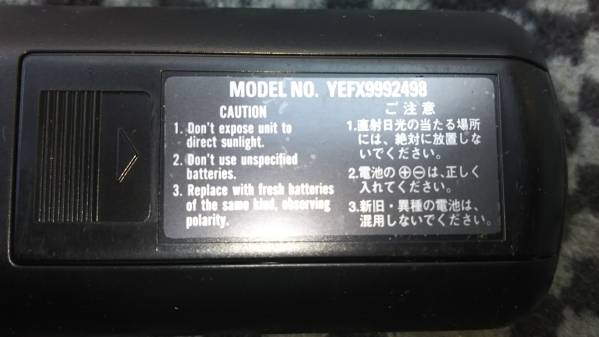 MODEL NO. YEFX9992498
CAUTION
1. Don't expose unit to
direct sunlight.
2. Don't use unspecified
batteries.
3. Replace with fresh batteries
of the same kind, observing
polarity.
ご注意
1.直射日光の当たる場所
には、絶対に放置しな
いでください。
2.電池の⊕⊖は、正しく
入れてください。
3.新旧・異種の電池は、
混用しないでください。